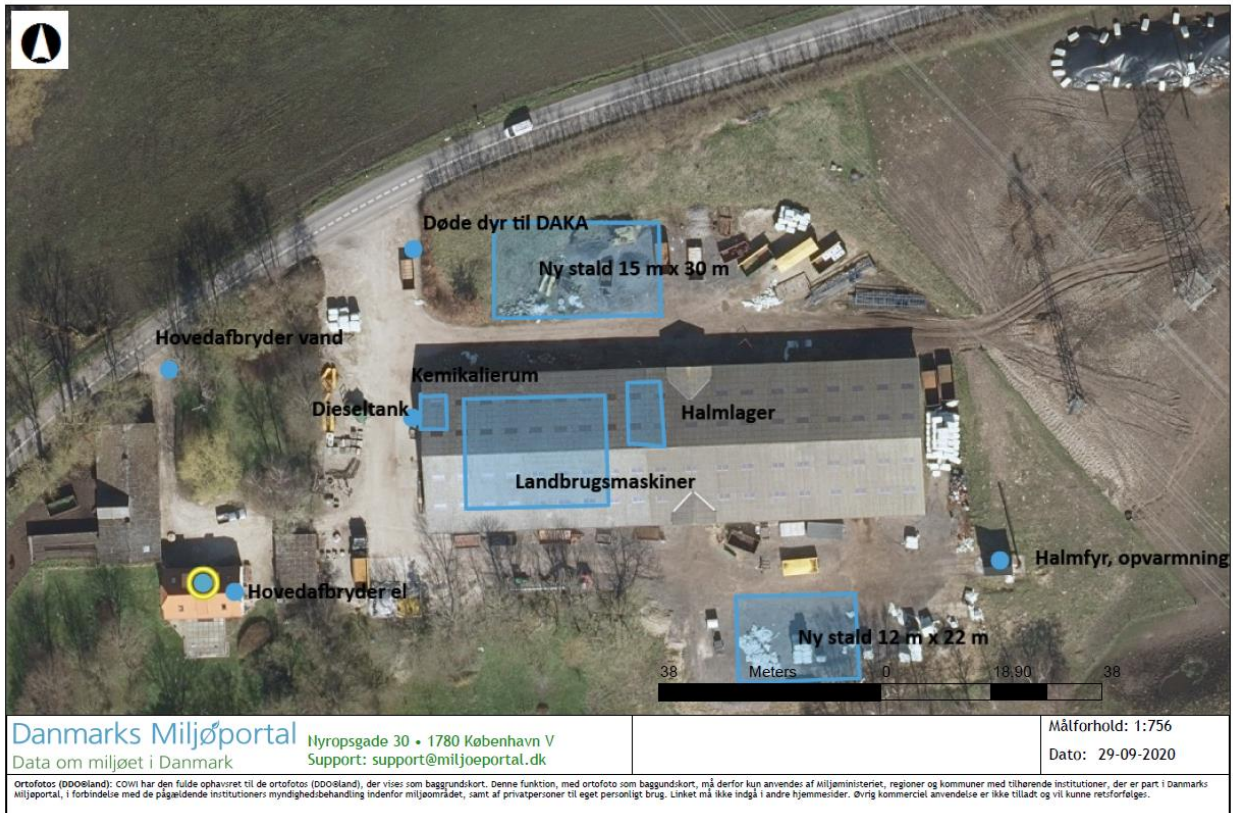 Døde dyr til DAKA
Ny stald 15 m x 30 m
Hovedafbryder vand
Kemikalierum
Dieseltank
Halmlager
Landbrugsmaskiner
Halmfyr, opvarmning
Hovedafbryder el
Ny stald 12 m x 22 m
38 Meters 0 18,90 38
Danmarks Miljøportal
Data om miljøet i Danmark
Nyropsgade 30 • 1780 København V
Support: support@miljoeportal.dk
Målforhold: 1:756
Dato: 29-09-2020
Ortofotos (DDO®land): COWI har den fulde ophavsret til de ortofotos (DDO®land), der vises som baggrundskort. Denne funktion, med ortofoto som baggundskort, må derfor kun anvendes af Miljøministeriet, regioner og kommuner med tilhørende institutioner, der er part i Danmarks
Miljøportal, i forbindelse med de pågældende institutioners myndighedsbehandling indenfor miljøområdet, samt af privatpersoner til eget personligt brug. Linket må ikke indgå i andre hjemmesider. Øvrig kommerciel anvendelse er ikke tilladt og vil kunne retsforfølges.